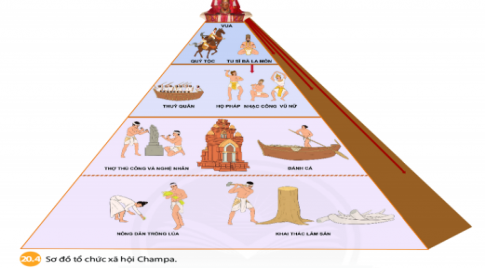 VUA
QUÝ TỘC TU SĨ BÀ LA MÔN
THUỶ QUÂN HỘ PHÁP NHẠC CÔNG VŨ NỮ
THỢ THỦ CÔNG VÀ NGHỆ NHÂN ĐÁNH CÁ
NÔNG DÂN TRỒNG LÚA KHAI THÁC LÂM SẢN
20.4 Sơ đồ tổ chức xã hội Champa.